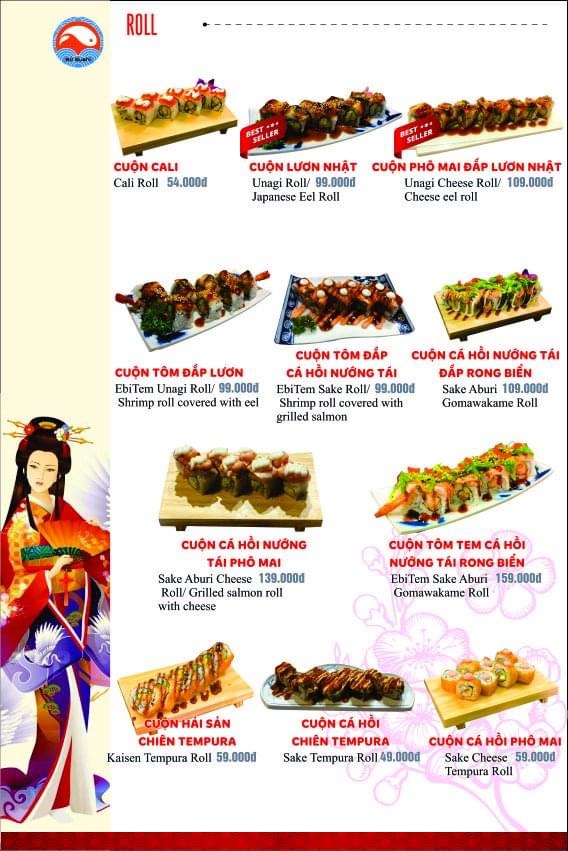 Sử Sushi
ROLL
BEST SELLER
BEST SELLER
CUỘN CALI
Cali Roll 54.000đ
CUỘN LƯƠN NHẬT
Unagi Roll/ 99.000đ
Japanese Eel Roll
CUỘN PHÔ MAI ĐẮP LƯƠN NHẬT
Unagi Cheese Roll/ 109.000đ
Cheese eel roll
CUỘN TÔM ĐẮP LƯƠN
EbiTem Unagi Roll/ 99.000đ
Shrimp roll covered with eel
CUỘN TÔM ĐẮP
CÁ HỒI NƯỚNG TÁI
EbiTem Sake Roll/ 99.000đ
Shrimp roll covered with
grilled salmon
CUỘN CÁ HỒI NƯỚNG TÁI
ĐẮP RONG BIỂN
Sake Aburi 109.000đ
Gomawakame Roll
CUỘN CÁ HỒI NƯỚNG
TÁI PHÔ MAI
Sake Aburi Cheese 139.000đ
Roll/ Grilled salmon roll
with cheese
CUỘN TÔM TEM CÁ HỒI
NƯỚNG TÁI RONG BIỂN
EbiTem Sake Aburi 159.000đ
Gomawakame Roll
CUỘN HẢI SẢN
CHIÊN TEMPURA
Kaisen Tempura Roll 59.000đ
CUỘN CÁ HỒI
CHIÊN TEMPURA
Sake Tempura Roll 49.000đ
CUỘN CÁ HỒI PHÔ MAI
Sake Cheese 59.000đ
Tempura Roll